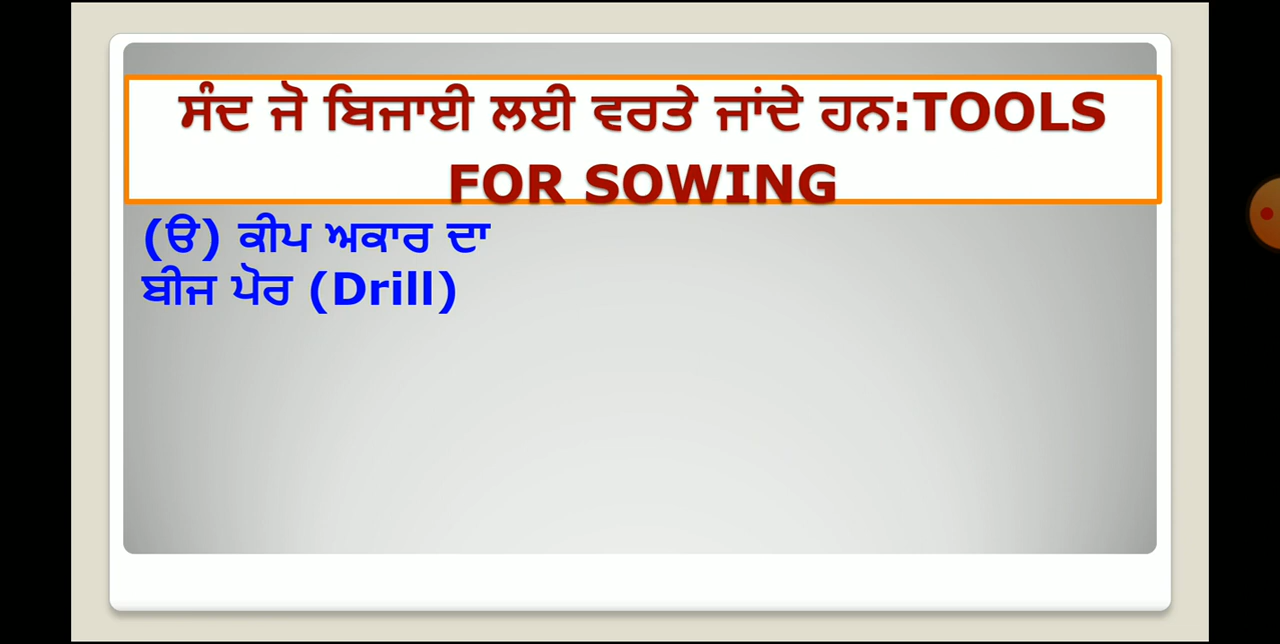 ਸੰਦ ਜੋ ਬਿਜਾਈ ਲਈ ਵਰਤੇ ਜਾਂਦੇ ਹਨ:TOOLS
FOR SOWING
(ੳ) ਕੀਪ ਅਕਾਰ ਦਾ
ਬੀਜ ਪੋਰ (Drill)